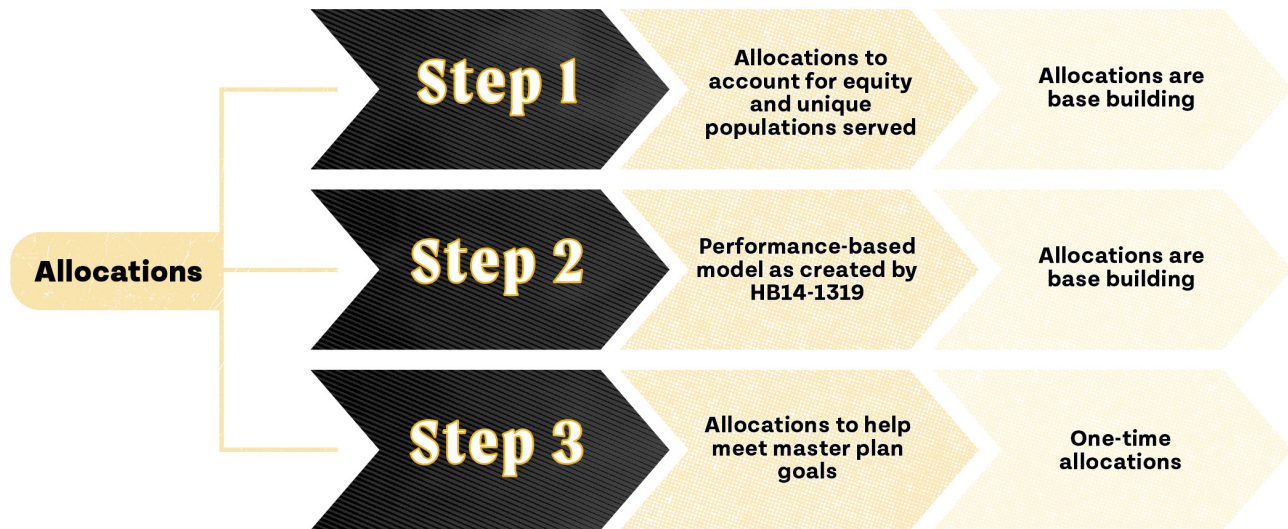 Step 1
Allocations to
account for equity
and unique
populations served
Allocations are
base building
Allocations
Step 2
Performance-based
model as created by
HB14-1319
Allocations are
base building
Step 3
Allocations to help
meet master plan
goals
One-time
allocations